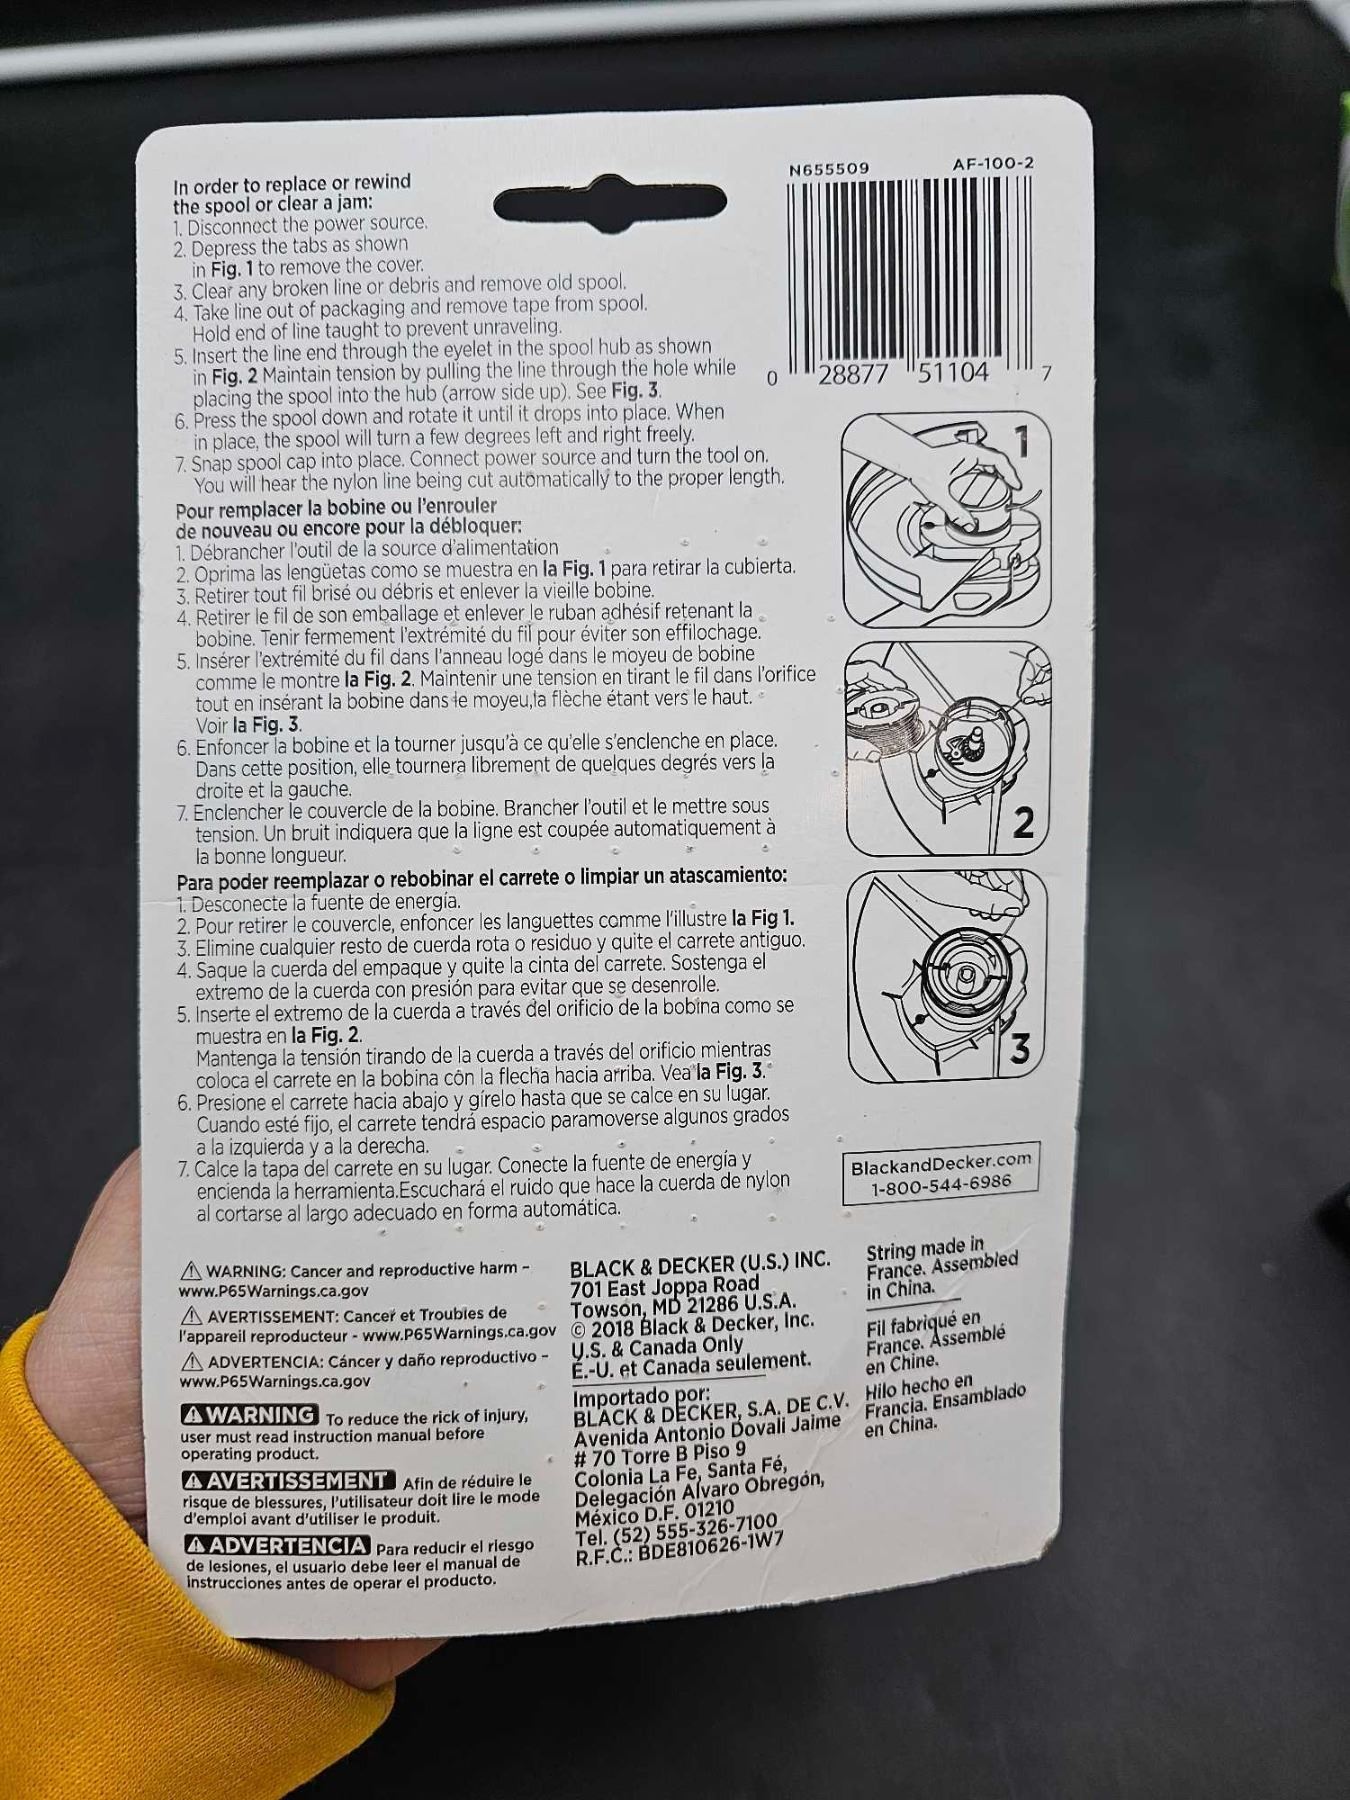 In order to replace or rewind
the spool or clear a jam:
1. Disconnect the power source.
2. Depress the tabs as shown
in Fig. 1 to remove the cover.
3. Clear any broken line or debris and remove old spool.
4. Take line out of packaging and remove tape from spool.
Hold end of line taught to prevent unraveling.
5. Insert the line end through the eyelet in the spool hub as shown
in Fig. 2 Maintain tension by pulling the line through the hole while
placing the spool into the hub (arrow side up). See Fig. 3.
6. Press the spool down and rotate it until it drops into place. When
in place, the spool will turn a few degrees left and right freely.
7. Snap spool cap into place. Connect power source and turn the tool on.
You will hear the nylon line being cut automatically to the proper length.
Pour remplacer la bobine ou l'enrouler
de nouveau ou encore pour la débloquer:
1. Débrancher l'outil de la source d'alimentation
2. Oprima las lengüetas como se muestra en la Fig. 1 para retirar la cubierta.
3. Retirer tout fil brisé ou débris et enlever la vieille bobine.
4. Retirer le fil de son emballage et enlever le ruban adhésif retenant la
bobine. Tenir fermement l'extrémité du fil pour éviter son effilochage.
5. Insérer l'extrémité du fil dans l'anneau logé dans le moyeu de bobine
comme le montre la Fig. 2. Maintenir une tension en tirant le fil dans l'orifice
tout en insérant la bobine dans le moyeu,la flèche étant vers le haut.
Voir la Fig. 3.
6. Enfoncer la bobine et la tourner jusqu'à ce qu'elle s'enclenche en place.
Dans cette position, elle tournera librement de quelques degrés vers la
droite et la gauche.
7. Enclencher le couvercle de la bobine. Brancher l'outil et le mettre sous
tension. Un bruit indiquera que la ligne est coupée automatiquement à
la bonne longueur.
Para poder reemplazar o rebobinar el carrete o limpiar un atascamiento:
1. Desconecte la fuente de energía.
2. Pour retirer le couvercle, enfoncer les languettes comme l'illustre la Fig 1.
3. Elimine cualquier resto de cuerda rota o residuo y quite el carrete antiguo.
4. Saque la cuerda del empaque y quite la cinta del carrete. Sostenga el
extremo de la cuerda con presión para evitar que se desenrolle.
5. Inserte el extremo de la cuerda a través del orificio de la bobina como se
muestra en la Fig. 2.
Mantenga la tensión tirando de la cuerda a través del orificio mientras
coloca el carrete en la bobina con la flecha hacia arriba. Vea la Fig. 3.
6. Presione el carrete hacia abajo y gírelo hasta que se calce en su lugar.
Cuando esté fijo, el carrete tendrá espacio paramoverse algunos grados
a la izquierda y a la derecha.
7. Calce la tapa del carrete en su lugar. Conecte la fuente de energía y
encienda la herramienta.Escuchará el ruido que hace la cuerda de nylon
al cortarse al largo adecuado en forma automática.
N655509 AF-100-2
0 28877 51104 7
1
2
3
BlackandDecker.com
1-800-544-6986
⚠ WARNING: Cancer and reproductive harm -
www.P65Warnings.ca.gov
⚠ AVERTISSEMENT: Cancer et Troubles de
l'appareil reproducteur - www.P65Warnings.ca.gov
⚠ ADVERTENCIA: Cáncer y daño reproductivo -
www.P65Warnings.ca.gov
⚠ WARNING To reduce the rick of injury,
user must read instruction manual before
operating product.
⚠ AVERTISSEMENT Afin de réduire le
risque de blessures, l'utilisateur doit lire le mode
d'emploi avant d'utiliser le produit.
⚠ ADVERTENCIA Para reducir el riesgo
de lesiones, el usuario debe leer el manual de
instrucciones antes de operar el producto.
BLACK & DECKER (U.S.) INC.
701 East Joppa Road
Towson, MD 21286 U.S.A.
© 2018 Black & Decker, Inc.
U.S. & Canada Only
É.-U. et Canada seulement.
Importado por:
BLACK & DECKER, S.A. DE C.V.
Avenida Antonio Dovali Jaime
# 70 Torre B Piso 9
Colonia La Fe, Santa Fé,
Delegación Alvaro Obregón,
México D.F. 01210
Tel. (52) 555-326-7100
R.F.C.: BDE810626-1W7
String made in
France. Assembled
in China.
Fil fabriqué en
France. Assemblé
en Chine.
Hilo hecho en
Francia. Ensamblado
en China.